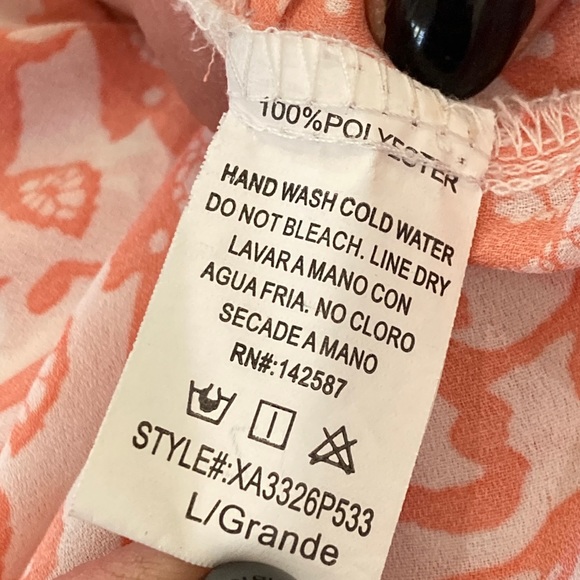 100%POLYESTER
HAND WASH COLD WATER
DO NOT BLEACH. LINE DRY
LAVAR A MANO CON
AGUA FRIA. NO CLORO
SECADE A MANO
RN#:142587
STYLE#:XA3326P533
L/Grande